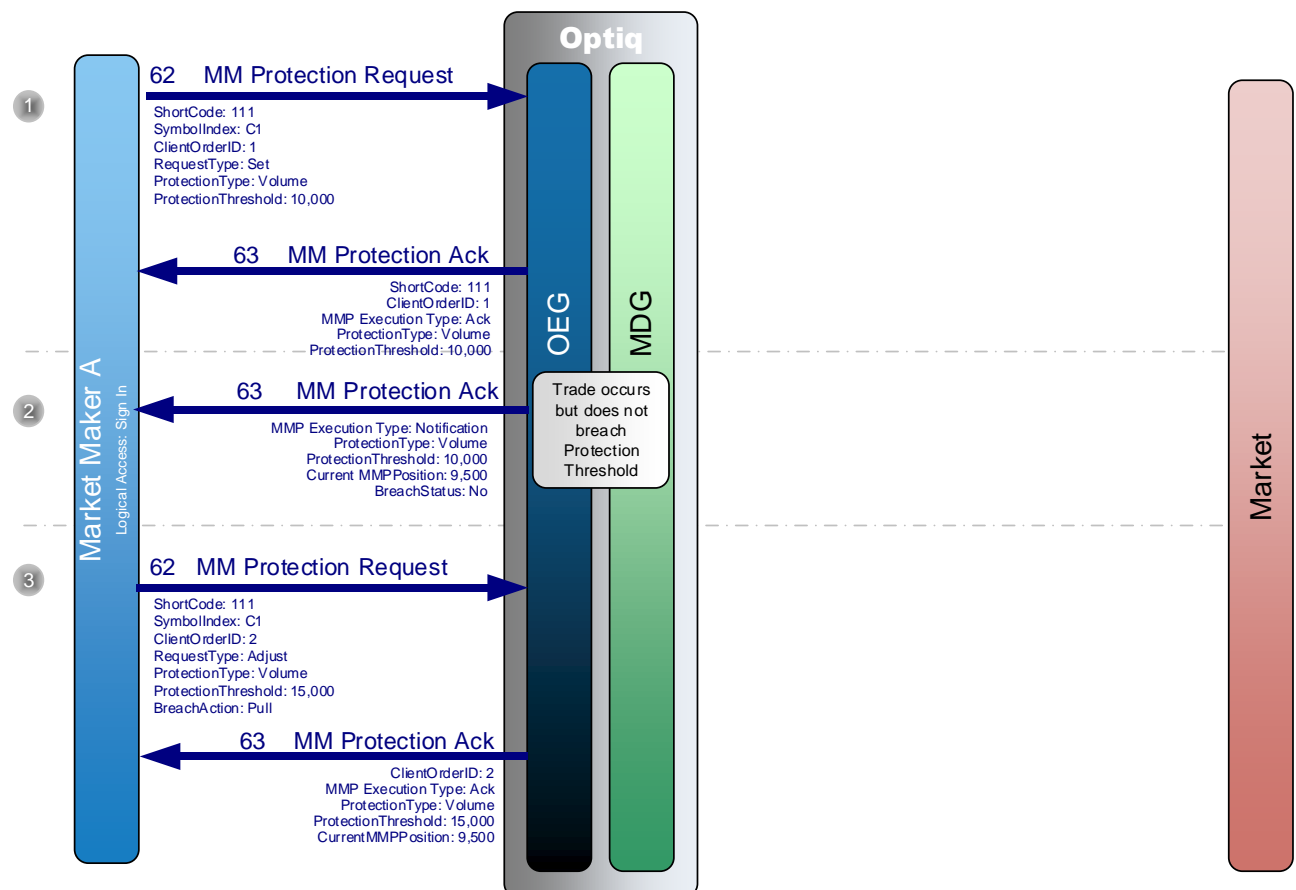 Optiq
1
62 MM Protection Request
ShortCode: 111
SymbolIndex: C1
ClientOrderID: 1
RequestType: Set
ProtectionType: Volume
ProtectionThreshold: 10,000
63 MM Protection Ack
ShortCode: 111
ClientOrderID: 1
MMP Execution Type: Ack
ProtectionType: Volume
ProtectionThreshold: 10,000
Market Maker A
Logical Access: Sign In
OEG
MDG
Market
2
63 MM Protection Ack
MMP Execution Type: Notification
ProtectionType: Volume
ProtectionThreshold: 10,000
Current MMPPosition: 9,500
BreachStatus: No
Trade occurs
but does not
breach
Protection
Threshold
3
62 MM Protection Request
ShortCode: 111
SymbolIndex: C1
ClientOrderID: 2
RequestType: Adjust
ProtectionType: Volume
ProtectionThreshold: 15,000
BreachAction: Pull
63 MM Protection Ack
ClientOrderID: 2
MMP Execution Type: Ack
ProtectionType: Volume
ProtectionThreshold: 15,000
CurrentMMPPosition: 9,500